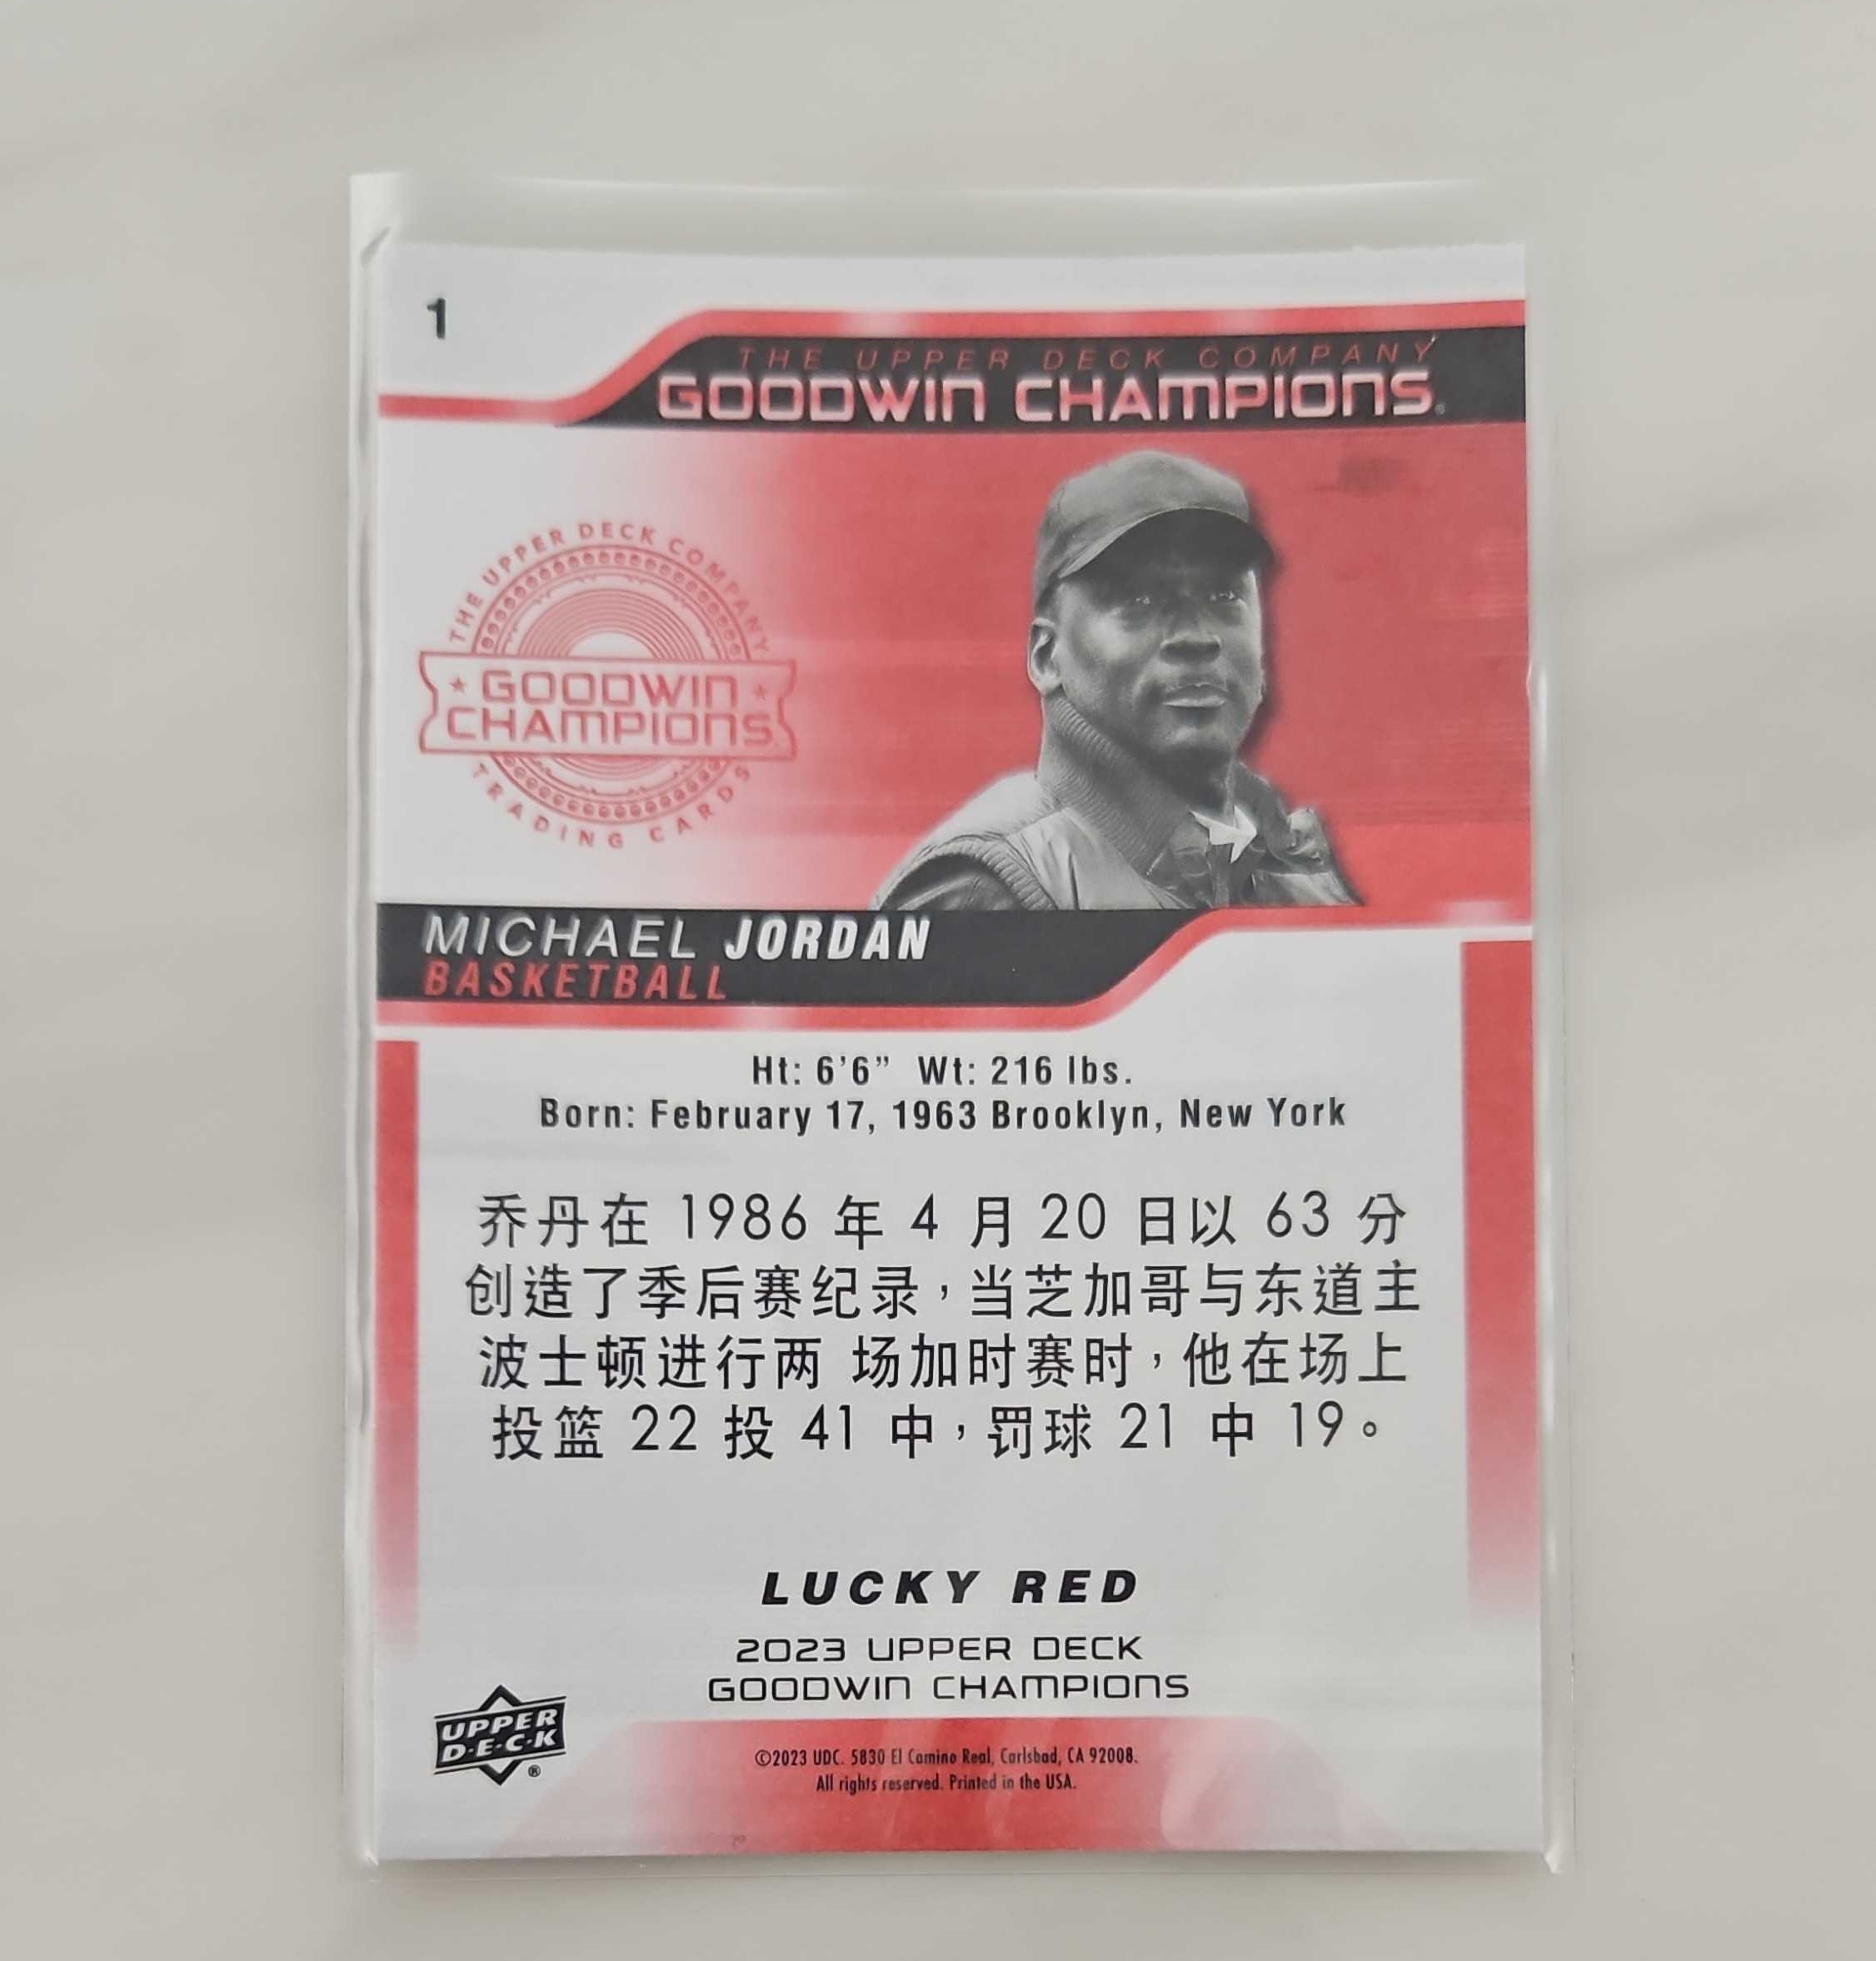 1
THE UPPER DECK COMPANY
GOODWIN CHAMPIONS
THE UPPER DECK COMPANY
GOODWIN
CHAMPIONS
TRADING CARDS
MICHAEL JORDAN
BASKETBALL
Ht: 6’6” Wt: 216 lbs.
Born: February 17, 1963 Brooklyn, New York
乔丹在 1986 年 4 月 20 日以 63 分
创造了季后赛纪录，当芝加哥与东道主
波士顿进行两 场加时赛时，他在场上
投篮 22 投 41 中，罚球 21 中 19。
LUCKY RED
2023 UPPER DECK
GOODWIN CHAMPIONS
UPPER
D·E·C·K
®
©2023 UDC. 5830 El Camino Real, Carlsbad, CA 92008.
All rights reserved. Printed in the USA.